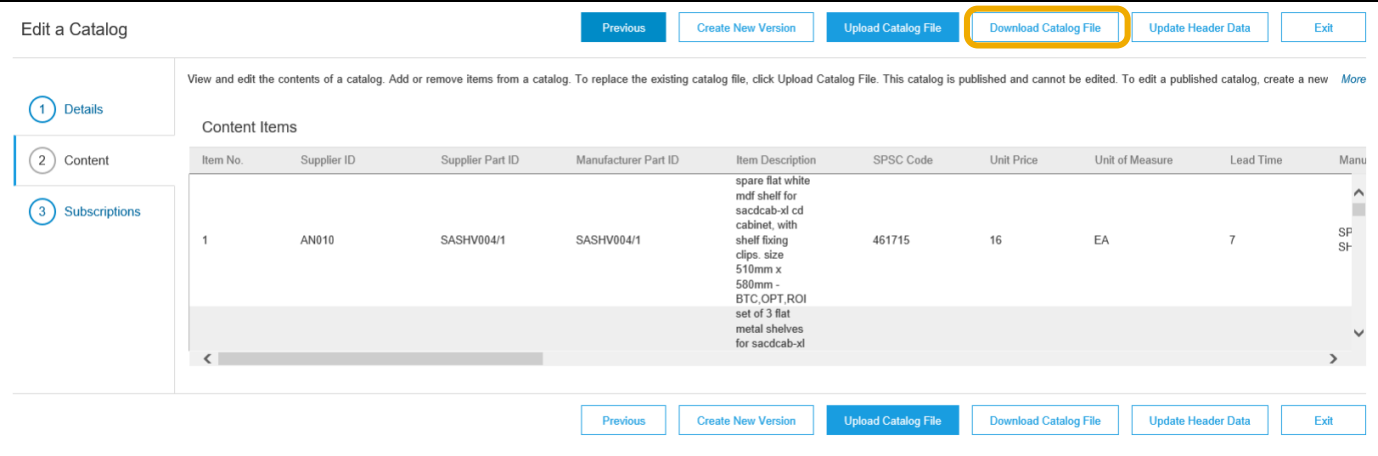 Edit a Catalog
Previous
Create New Version
Upload Catalog File
Download Catalog File
Update Header Data
Exit
View and edit the contents of a catalog. Add or remove items from a catalog. To replace the existing catalog file, click Upload Catalog File. This catalog is published and cannot be edited. To edit a published catalog, create a new More
1 Details
2 Content
3 Subscriptions
Content Items
Item No. Supplier ID Supplier Part ID Manufacturer Part ID Item Description SPSC Code Unit Price Unit of Measure Lead Time Manu
1 AN010 SASHV004/1 SASHV004/1
spare flat white
mdf shelf for
sacdcab-xl cd
cabinet, with
shelf fixing
clips. size
510mm x
580mm -
BTC,OPT,ROI
461715 16 EA 7
SP
SH
set of 3 flat
metal shelves
for sacdcb-xl
Previous
Create New Version
Upload Catalog File
Download Catalog File
Update Header Data
Exit